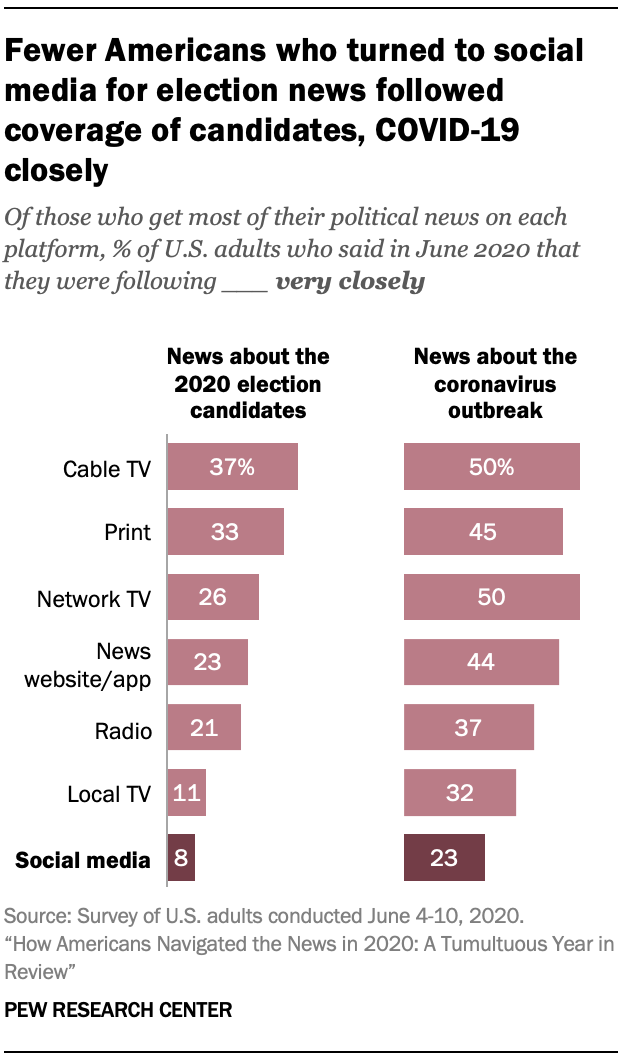 Fewer Americans who turned to social
media for election news followed
coverage of candidates, COVID-19
closely
Of those who get most of their political news on each
platform, % of U.S. adults who said in June 2020 that
they were following ___ very closely
News about the
2020 election
candidates
News about the
coronavirus
outbreak
Cable TV 37% 50%
Print 33 45
Network TV 26 50
News
website/app 23 44
Radio 21 37
Local TV 11 32
Social media 8 23
Source: Survey of U.S. adults conducted June 4-10, 2020.
“How Americans Navigated the News in 2020: A Tumultuous Year in
Review”
PEW RESEARCH CENTER